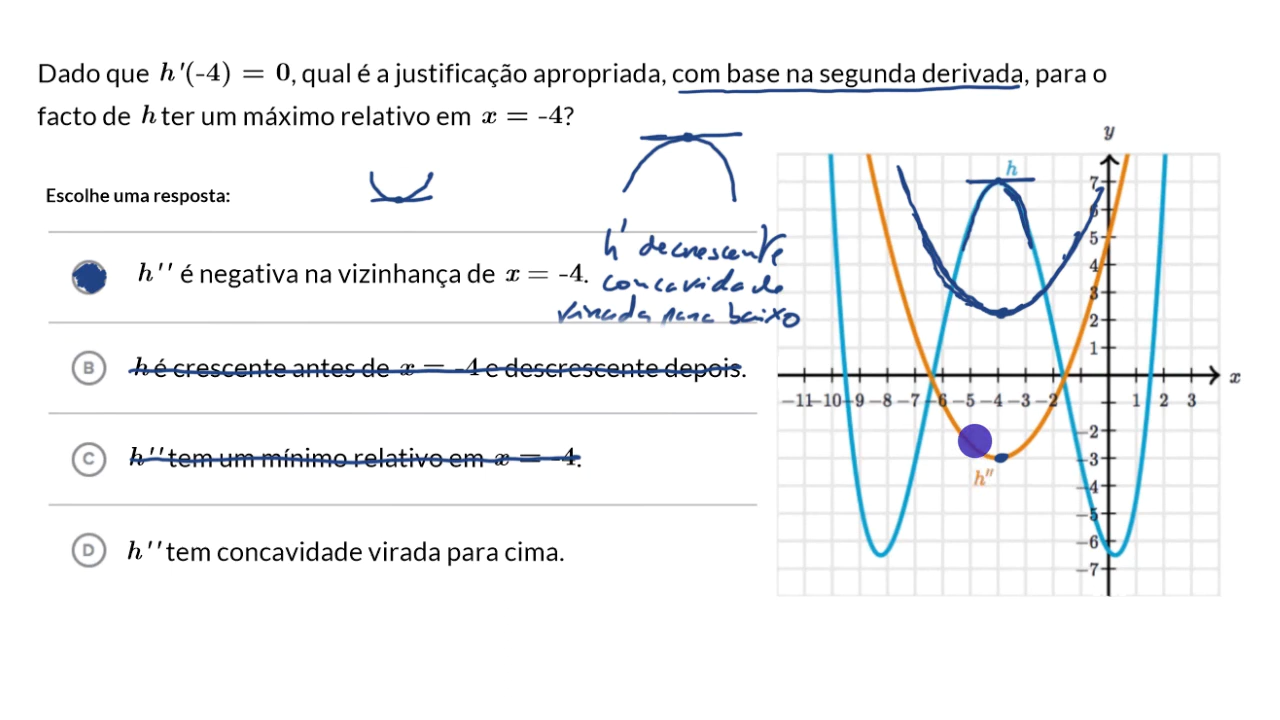 Dado que h'(-4) = 0, qual é a justificação apropriada, com base na segunda derivada, para o
facto de h ter um máximo relativo em x = -4?
Escolhe uma resposta:
h'' é negativa na vizinhança de x = -4.
h' decrescente
concavidade
virada para baixo
B h é crescente antes de x = -4 e descrescente depois.
C h'' tem um mínimo relativo em x = -4.
D h'' tem concavidade virada para cima.
y
h
7
6
5
4
3
2
1
x
-11 -10 -9 -8 -7 -6 -5 -4 -3 -2 1 2 3
-2
-3
h''
-4
-5
-6
-7